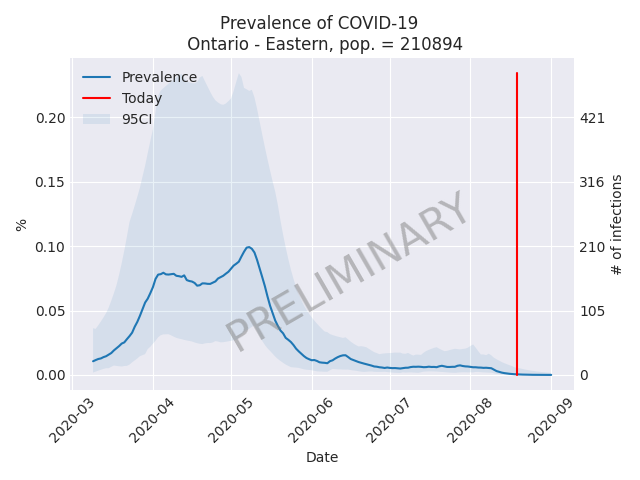 Prevalence of COVID-19
Ontario - Eastern, pop. = 210894
Prevalence
Today
95CI
0.20
0.15
0.10
0.05
0.00
%
421
316
210
105
0
# of infections
PRELIMINARY
2020-03
2020-04
2020-05
2020-06
2020-07
2020-08
2020-09
Date